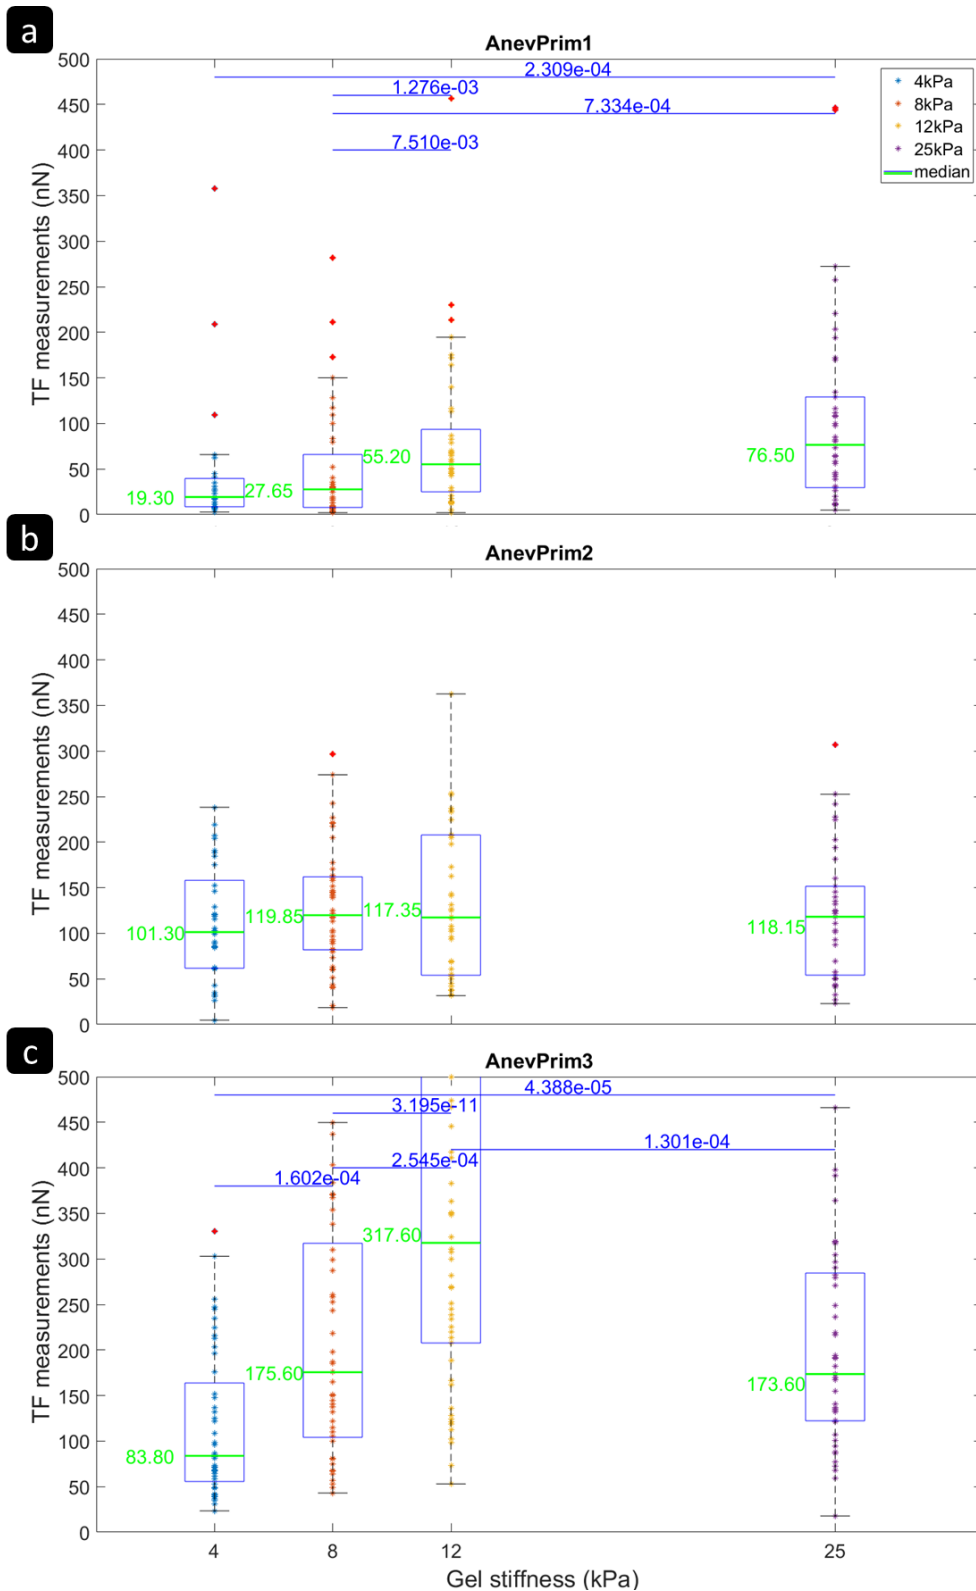 a
AnevPrim1
500
450
400
350
300
250
200
150
100
50
0
TF measurements (nN)
2.309e-04
1.276e-03
7.334e-04
7.510e-03
4kPa
8kPa
12kPa
25kPa
median
19.30
27.65
55.20
76.50
b
AnevPrim2
500
450
400
350
300
250
200
150
100
50
0
TF measurements (nN)
101.30
119.85
117.35
118.15
c
AnevPrim3
500
450
400
350
300
250
200
150
100
50
0
TF measurements (nN)
4.388e-05
3.195e-11
1.301e-04
2.545e-04
1.602e-04
83.80
175.60
317.60
173.60
4
8
12
25
Gel stiffness (kPa)